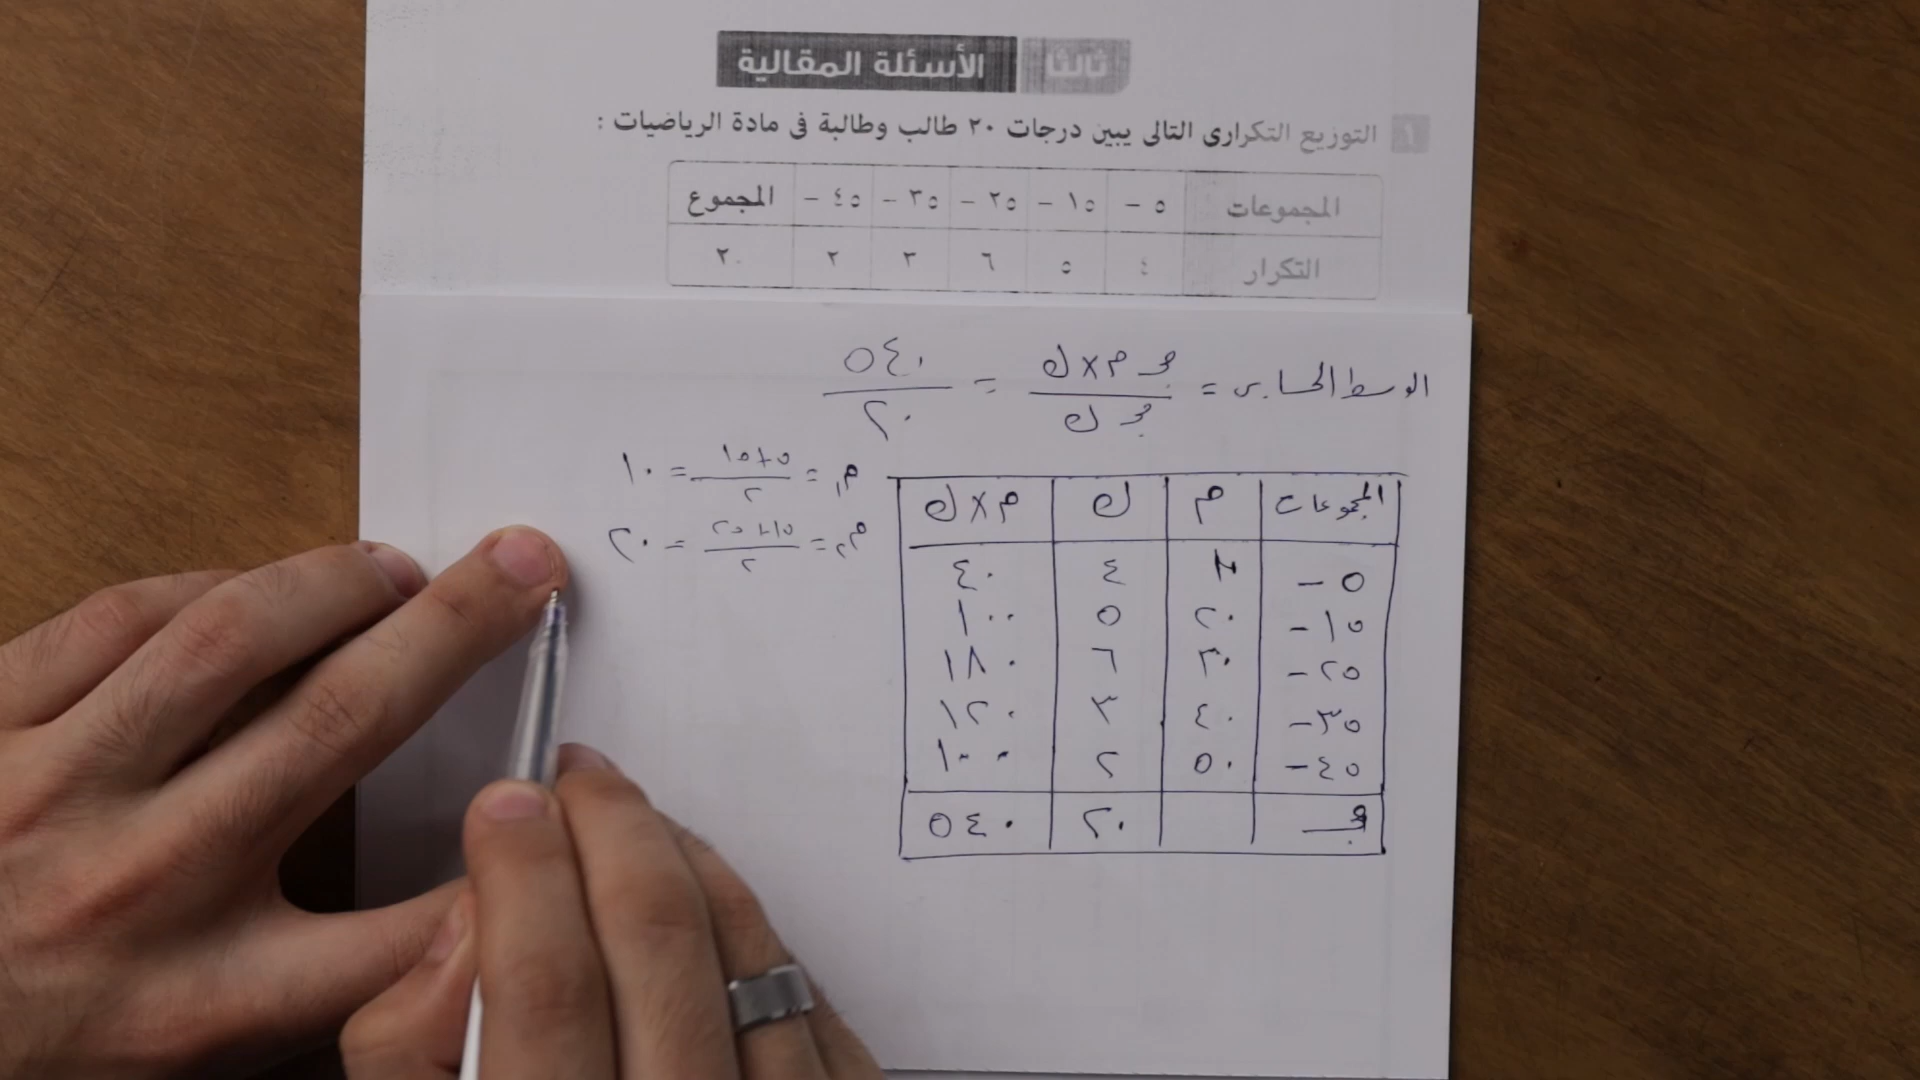 ثالثا الأسئلة المقالية
١ التوزيع التكرارى التالى يبين درجات ٢٠ طالب وطالبة فى مادة الرياضيات :
المجموعات ٥ - ١٥ - ٢٥ - ٣٥ - ٤٥ - المجموع
التكرار ٤ ٥ ٦ ٣ ٢ ٢٠
الوسط الحسابى = مجـ م × ك / مجـ ك = ٥٤٠ / ٢٠
المجموعات م ك م × ك
٥ - ٤ ٤٠
١٥ - ٢٠ ٥ ١٠٠
٢٥ - ٣٠ ٦ ١٨٠
٣٥ - ٤٠ ٣ ١٢٠
٤٥ - ٥٠ ٢ ١٠٠
مجـ ٢٠ ٥٤٠
م١ = ٥ + ١٥ / ٢ = ١٠
م٢ = ١٥ + ٢٥ / ٢ = ٢٠